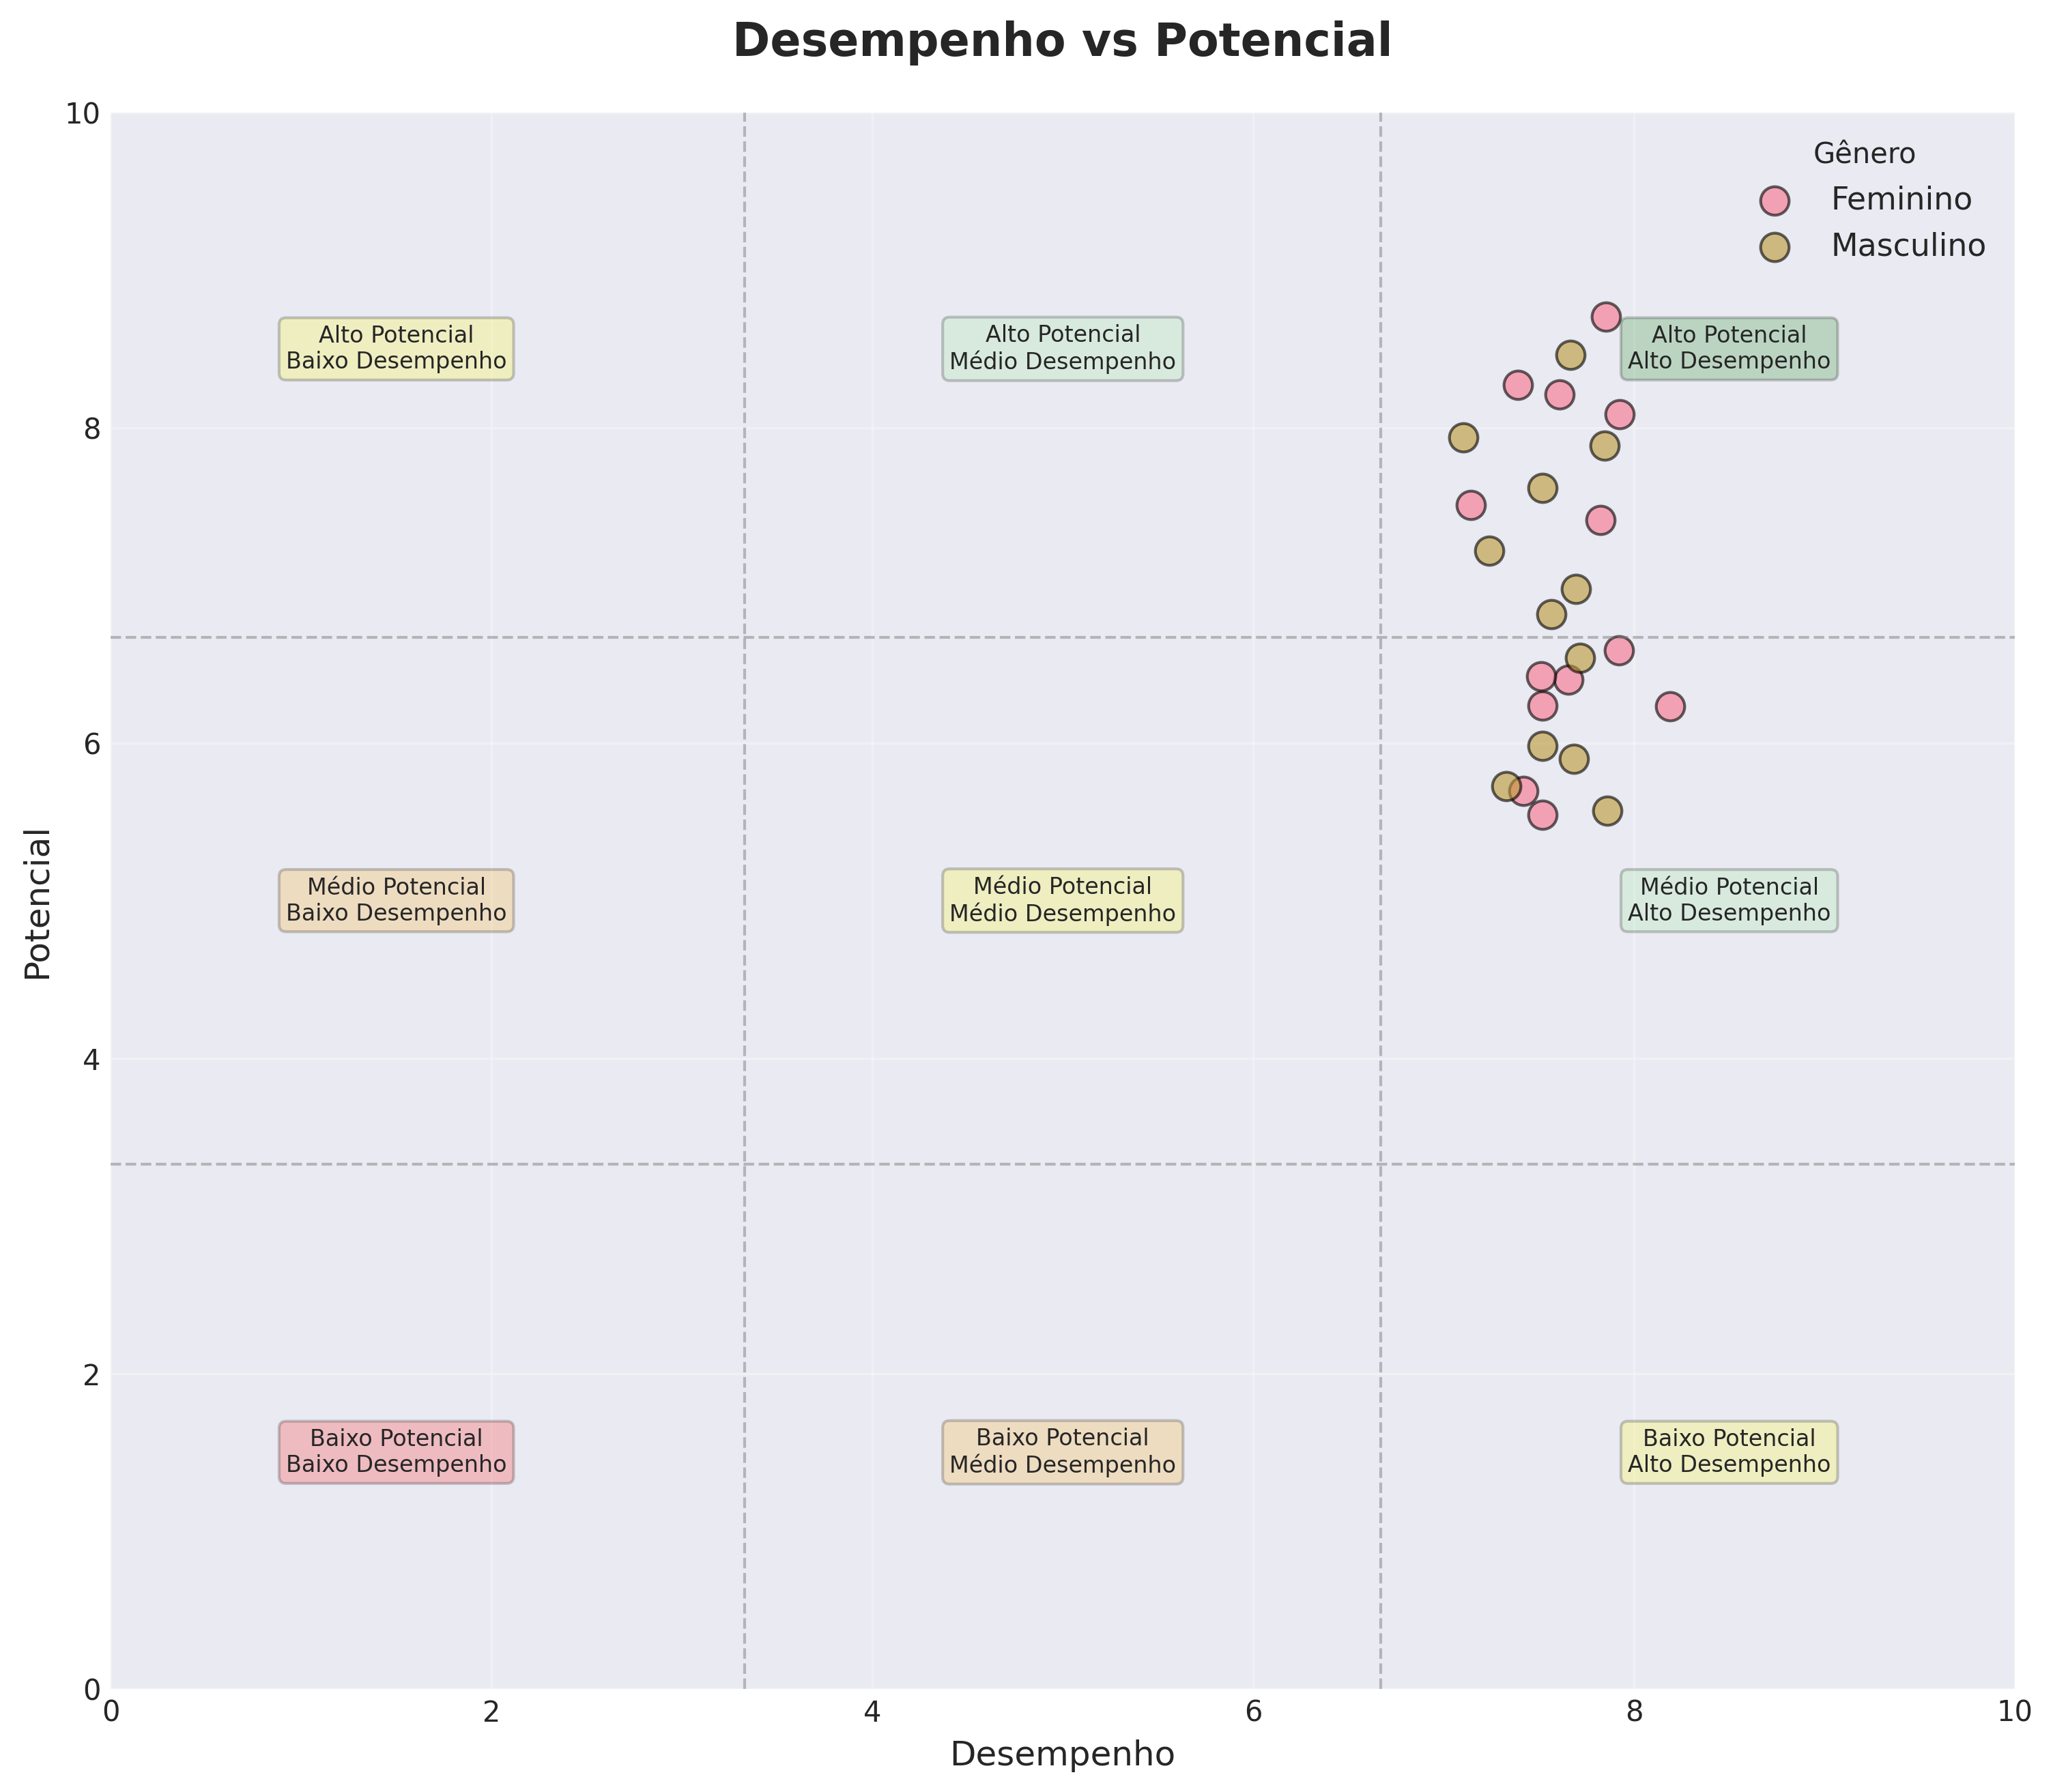 Desempenho vs Potencial
Gênero
Feminino
Masculino
Alto Potencial
Baixo Desempenho
Alto Potencial
Médio Desempenho
Alto Potencial
Alto Desempenho
Médio Potencial
Baixo Desempenho
Médio Potencial
Médio Desempenho
Médio Potencial
Alto Desempenho
Baixo Potencial
Baixo Desempenho
Baixo Potencial
Médio Desempenho
Baixo Potencial
Alto Desempenho
Potencial
10
8
6
4
2
0
0
2
4
6
8
10
Desempenho